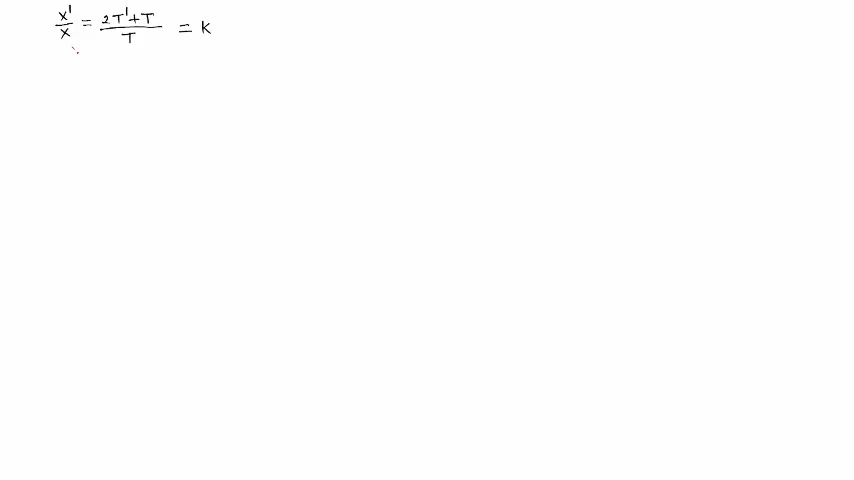 x'/x = (2T'+T)/T = k